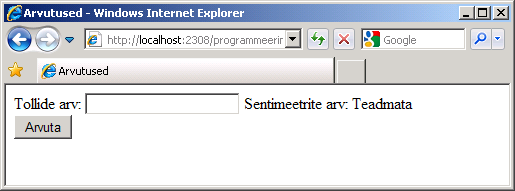 Arvutused - Windows Internet Explorer
http://localhost:2308/programmeerir
Google
Arvutused
Tollide arv: Sentimeetrite arv: Teadmata
Arvuta